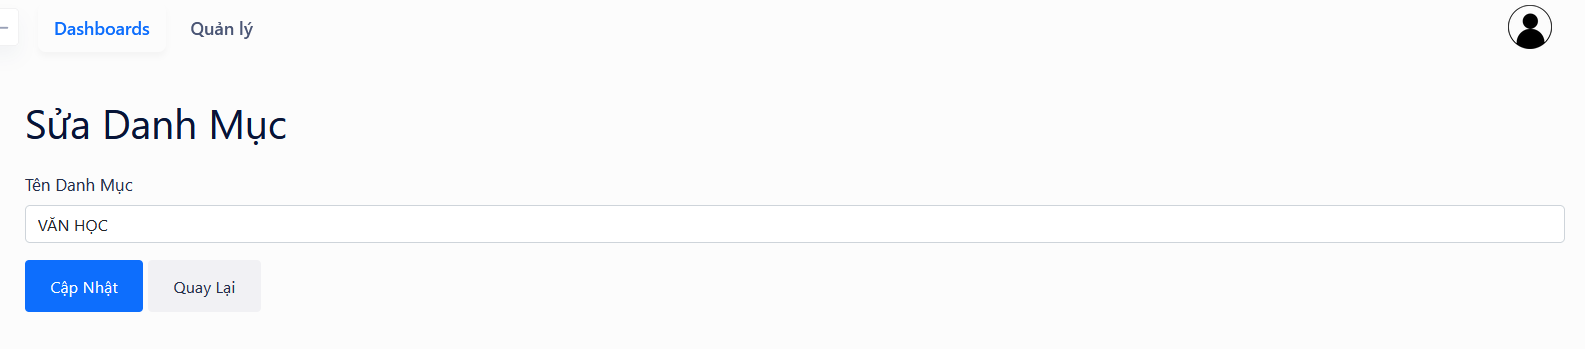 Dashboards Quản lý
Sửa Danh Mục
Tên Danh Mục
VĂN HỌC
Cập Nhật Quay Lại